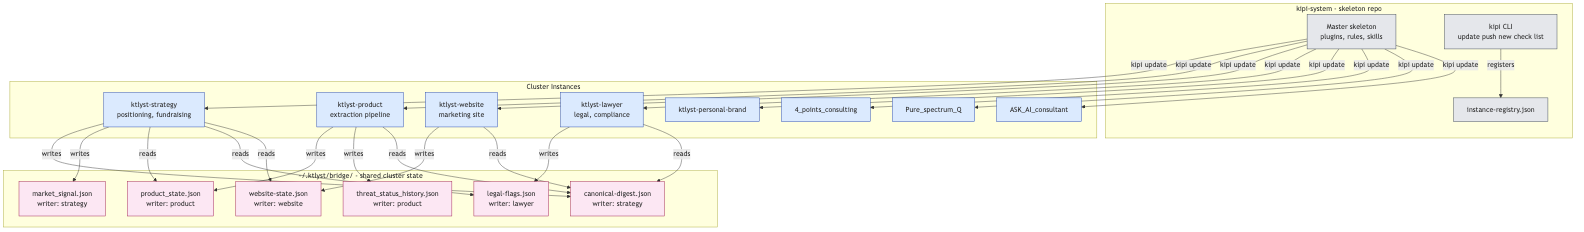 kipi-system - skeleton repo
Master skeleton
plugins, rules, skills
kipi CLI
update push new check list
kipi update
kipi update
kipi update
kipi update
kipi update
kipi update
kipi update
kipi update
registers
Cluster Instances
ktlyst-strategy
positioning, fundraising
ktlyst-product
extraction pipeline
ktlyst-website
marketing site
ktlyst-lawyer
legal, compliance
ktlyst-personal-brand
4_points_consulting
Pure_spectrum_Q
ASK_AI_consultant
instance-registry.json
writes
writes
reads
reads
reads
writes
writes
reads
writes
reads
writes
reads
~/.ktlyst/bridge/ - shared cluster state
market_signal.json
writer: strategy
product_state.json
writer: product
website-state.json
writer: website
threat_status_history.json
writer: product
legal-flags.json
writer: lawyer
canonical-digest.json
writer: strategy